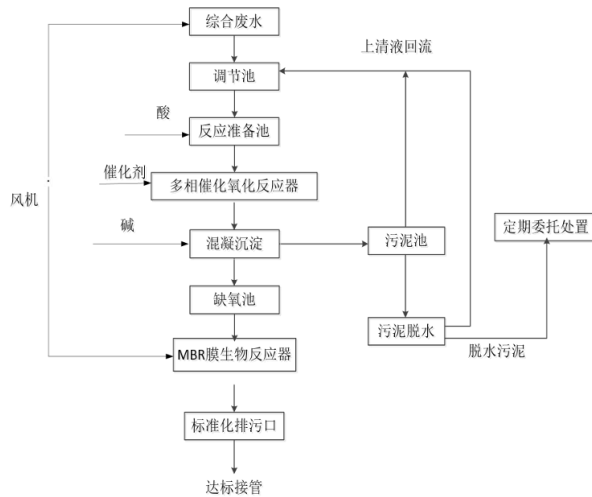 综合废水
上清液回流
调节池
酸
反应准备池
催化剂
多相催化氧化反应器
风机
定期委托处置
碱
混凝沉淀
污泥池
缺氧池
污泥脱水
MBR膜生物反应器
脱水污泥
标准化排污口
达标接管